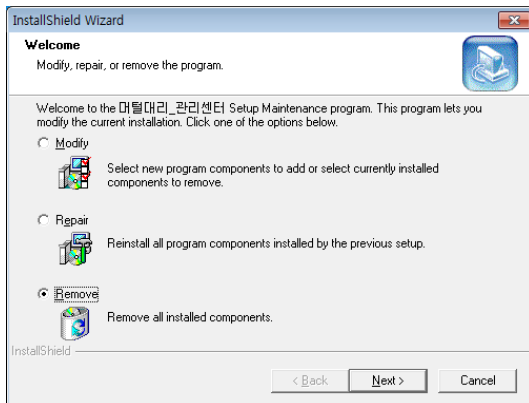 InstallShield Wizard
Welcome
Modify, repair, or remove the program.
Welcome to the 머털대리_관리센터 Setup Maintenance program. This program lets you
modify the current installation. Click one of the options below.
Modify
Select new program components to add or select currently installed
components to remove.
Repair
Reinstall all program components installed by the previous setup.
Remove
Remove all installed components.
InstallShield
< Back Next > Cancel